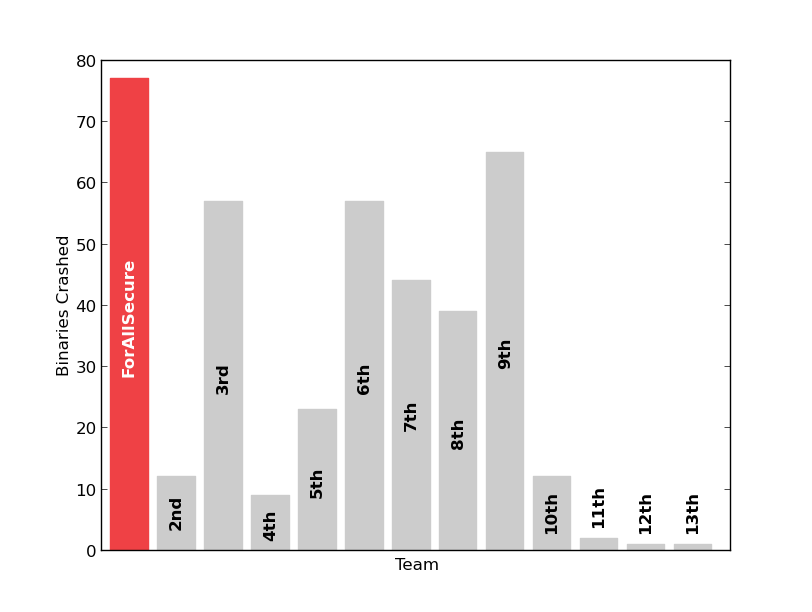 80
70
60
50
40
30
20
10
0
Binaries Crashed
ForAllSecure
2nd
3rd
4th
5th
6th
7th
8th
9th
10th
11th
12th
13th
Team